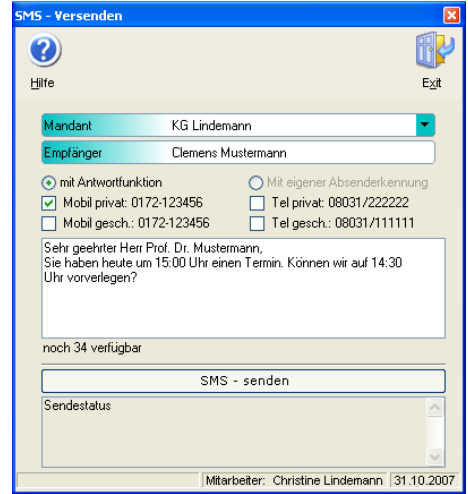 SMS - Versenden
Hilfe
Exit
Mandant KG Lindemann
Empfänger Clemens Mustermann
mit Antwortfunktion Mit eigener Absenderkennung
Mobil privat: 0172-123456 Tel privat: 08031/222222
Mobil gesch.: 0172-123456 Tel gesch.: 08031/111111
Sehr geehrter Herr Prof. Dr. Mustermann,
Sie haben heute um 15:00 Uhr einen Termin. Können wir auf 14:30
Uhr vorverlegen?
noch 34 verfügbar
SMS - senden
Sendestatus
Mitarbeiter: Christine Lindemann 31.10.2007